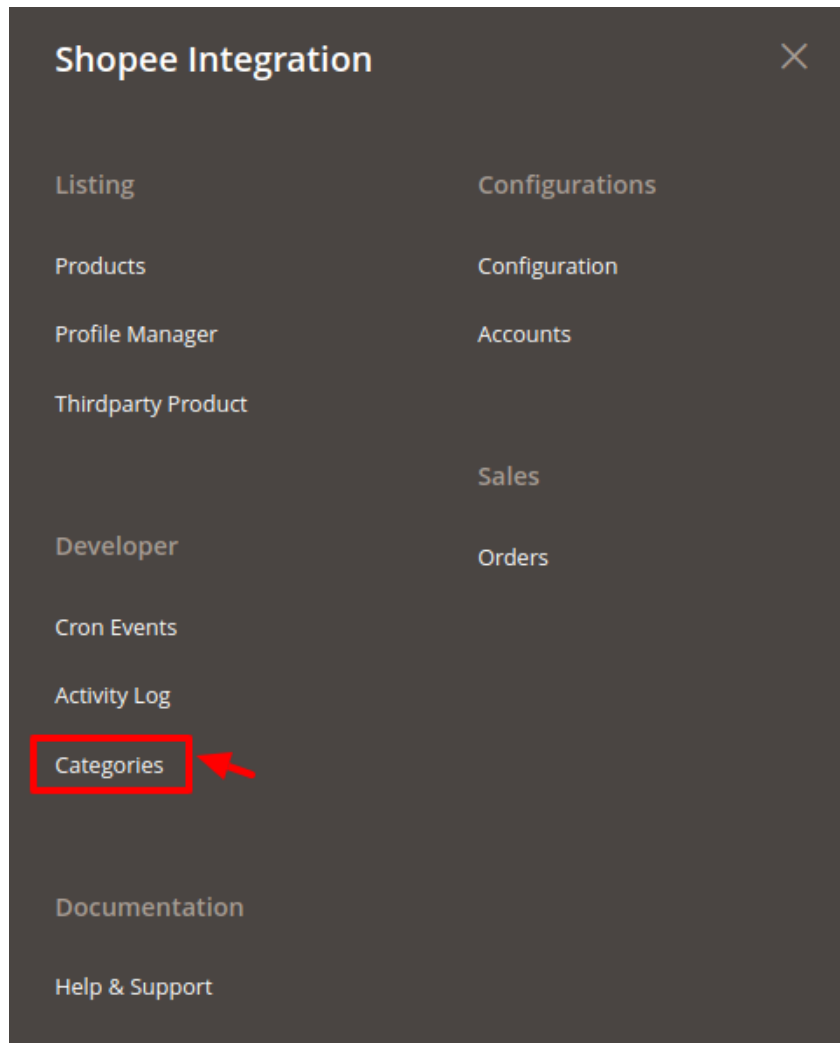 Shopee Integration
Listing
Products
Profile Manager
Thirdparty Product
Developer
Cron Events
Activity Log
Categories
Documentation
Help & Support
Configurations
Configuration
Accounts
Sales
Orders